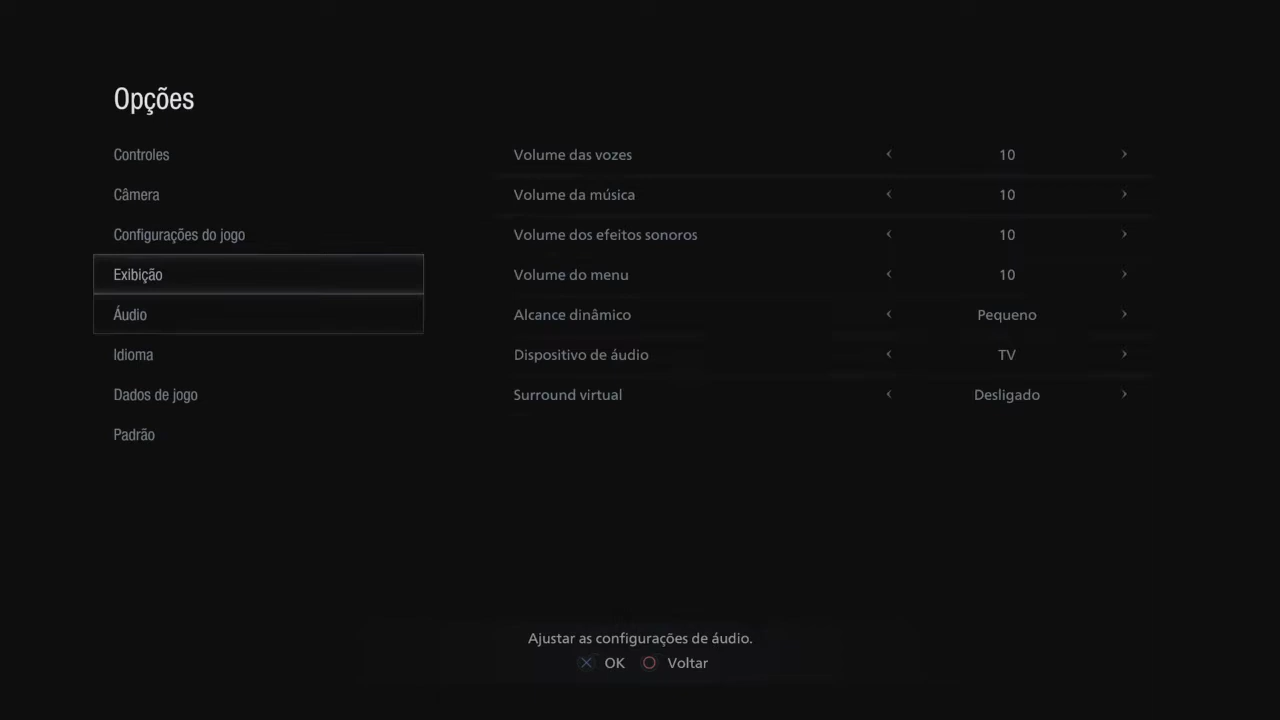 Opções
Controles
Câmera
Configurações do jogo
Exibição
Áudio
Idioma
Dados de jogo
Padrão
Volume das vozes 10
Volume da música 10
Volume dos efeitos sonoros 10
Volume do menu 10
Alcance dinâmico Pequeno
Dispositivo de áudio TV
Surround virtual Desligado
Ajustar as configurações de áudio.
OK Voltar